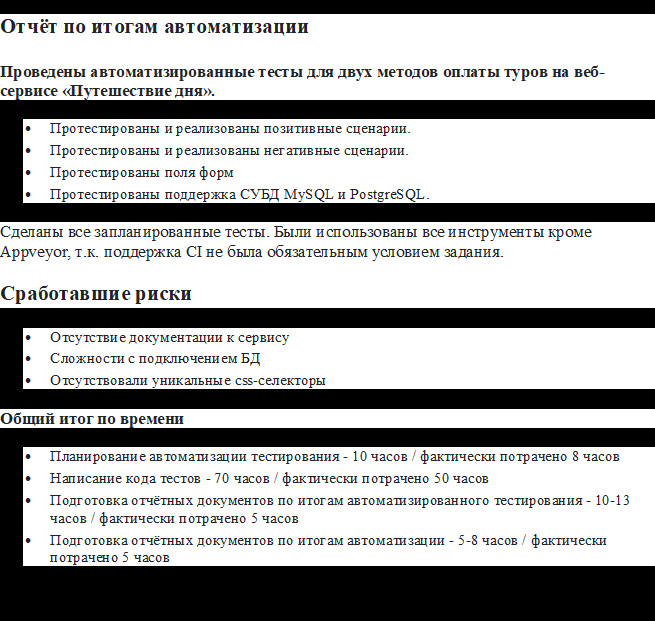 Отчёт по итогам автоматизации
Проведены автоматизированные тесты для двух методов оплаты туров на веб-
сервисе «Путешествие дня».
• Протестированы и реализованы позитивные сценарии.
• Протестированы и реализованы негативные сценарии.
• Протестированы поля форм
• Протестированы поддержка СУБД MySQL и PostgreSQL.
Сделаны все запланированные тесты. Были использованы все инструменты кроме
Appveyor, т.к. поддержка CI не была обязательным условием задания.
Сработавшие риски
• Отсутствие документации к сервису
• Сложности с подключением БД
• Отсутствовали уникальные css-селекторы
Общий итог по времени
• Планирование автоматизации тестирования - 10 часов / фактически потрачено 8 часов
• Написание кода тестов - 70 часов / фактически потрачено 50 часов
• Подготовка отчётных документов по итогам автоматизированного тестирования - 10-13
часов / фактически потрачено 5 часов
• Подготовка отчётных документов по итогам автоматизации - 5-8 часов / фактически
потрачено 5 часов